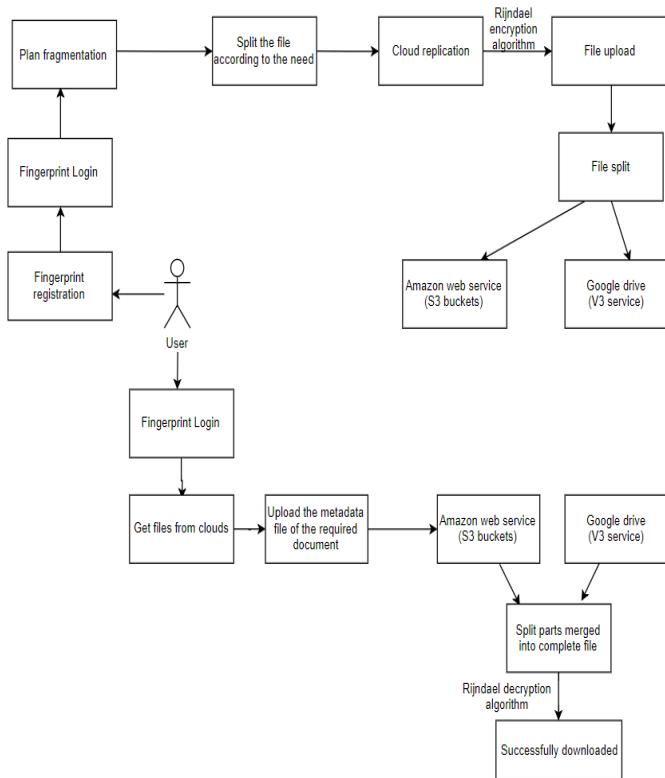 Plan fragmentation
Split the file
according to the need
Cloud replication
Rijndael
encryption
algorithm
File upload
Fingerprint Login
File split
Fingerprint
registration
User
Amazon web service
(S3 buckets)
Google drive
(V3 service)
Fingerprint Login
Get files from clouds
Upload the metadata
file of the required
document
Amazon web service
(S3 buckets)
Google drive
(V3 service)
Split parts merged
into complete file
Rijndael decryption
algorithm
Successfully downloaded